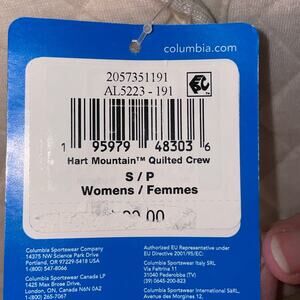 columbia.com
2057351191
AL5223 - 191
1 95979 48303 6
Hart Mountain™ Quilted Crew
S / P
Womens / Femmes
Columbia Sportswear Company
14375 NW Science Park Drive
Portland, OR 97229-5418 USA
1-(800) 547-8066
Columbia Sportswear Canada LP
1425 Max Brose Drive,
London, ON, Canada N6N 0A2
1-(800) 265-7067
Authorized EU Representative under
EU Directive 2001/95/EC:
Columbia Sportswear Italy SRL
Via Feltrina 11
31040 Pederobba (TV)
(39) 0645-200-823
Columbia Sportswear International SàRL,
Avenue des Morgines 12,